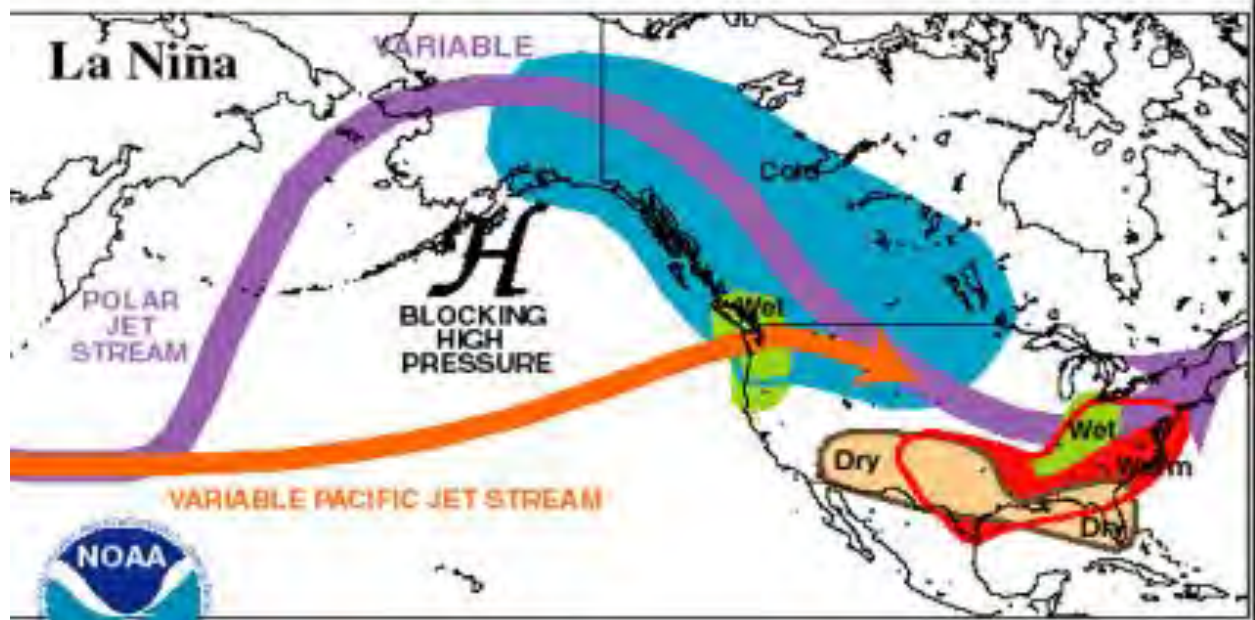 La Niña
VARIABLE
Cold
POLAR
JET
STREAM
H
BLOCKING
HIGH
PRESSURE
Wet
Wet
Dry
Warm
Dry
VARIABLE PACIFIC JET STREAM
NOAA